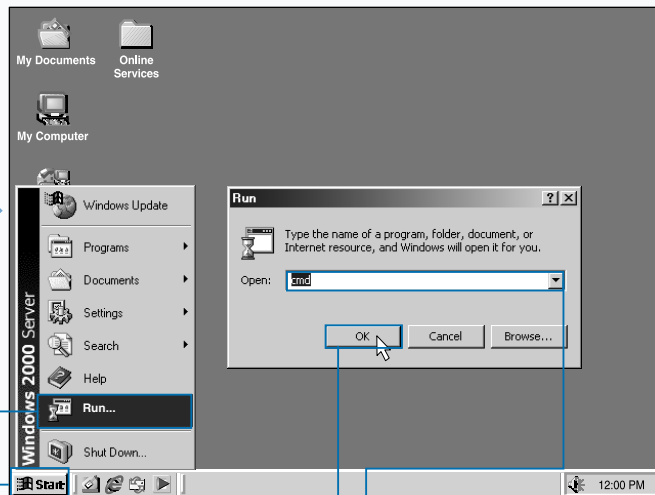 My Documents
Online
Services
My Computer
Windows 2000 Server
Windows Update
Programs
Documents
Settings
Search
Help
Run...
Shut Down...
Run
Type the name of a program, folder, document, or
Internet resource, and Windows will open it for you.
Open:
cmd
OK
Cancel
Browse...
Start
12:00 PM